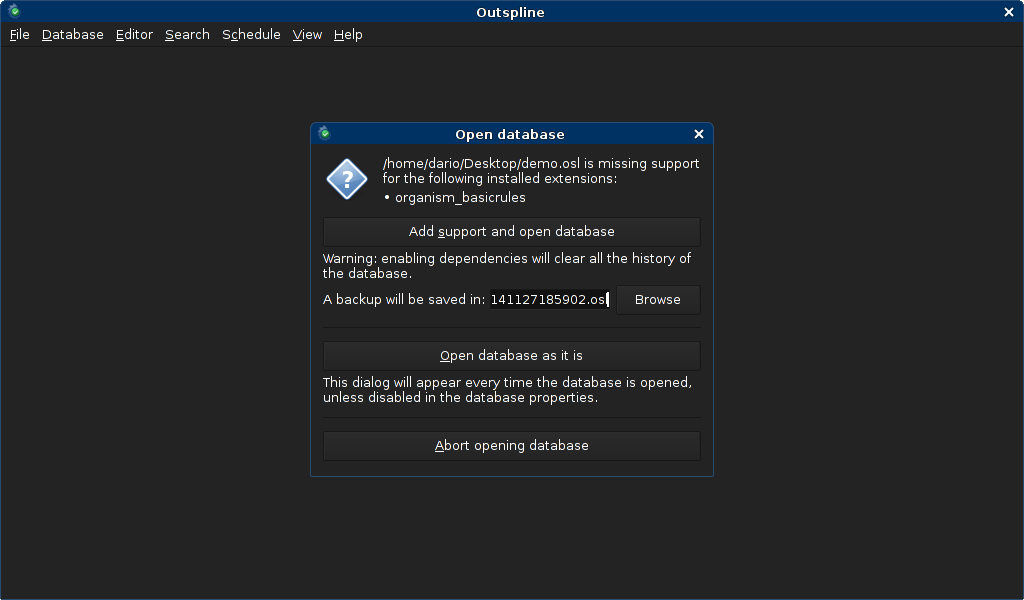 Outspline
File Database Editor Search Schedule View Help
Open database
/home/dario/Desktop/demo.osl is missing support
for the following installed extensions:
• organism_basicrules
Add support and open database
Warning: enabling dependencies will clear all the history of
the database.
A backup will be saved in: 141127185902.osl Browse
Open database as it is
This dialog will appear every time the database is opened,
unless disabled in the database properties.
Abort opening database